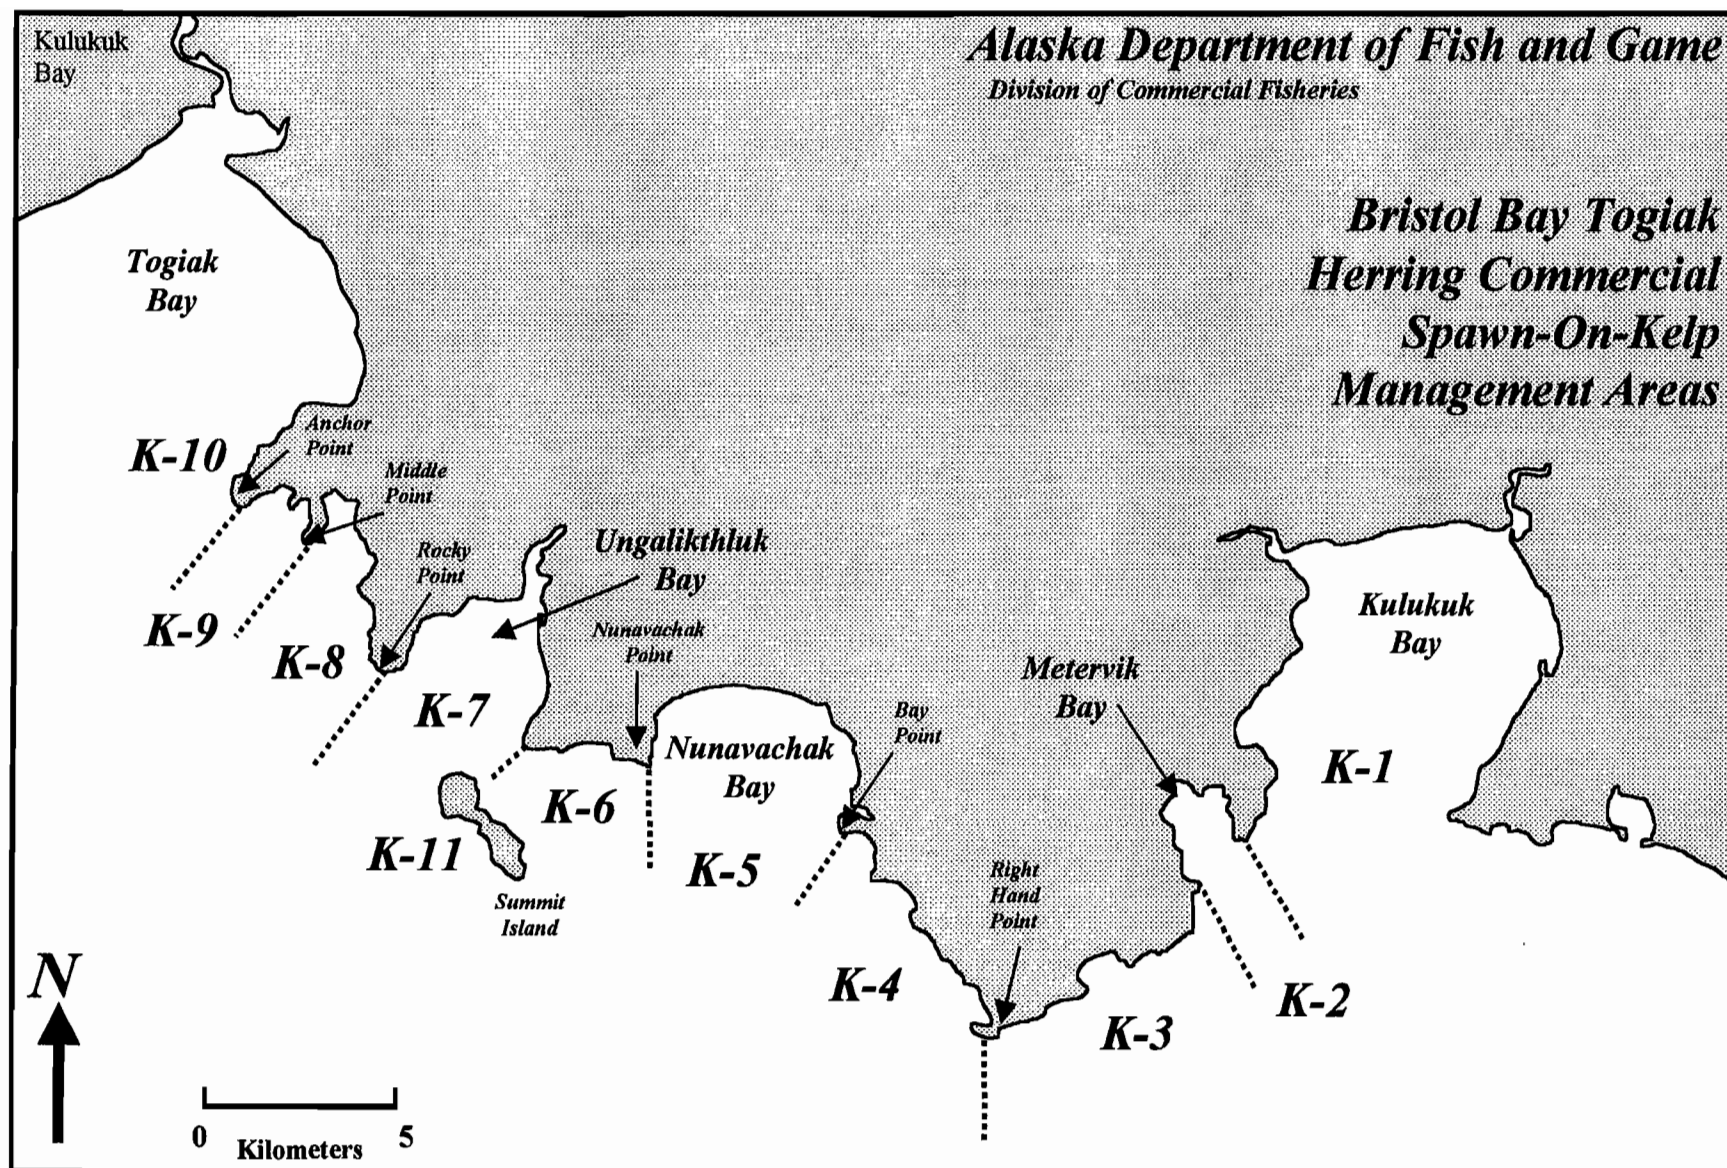 Kulukuk
Bay
Alaska Department of Fish and Game
Division of Commercial Fisheries
Bristol Bay Togiak
Herring Commercial
Spawn-On-Kelp
Management Areas
Togiak
Bay
K-10
Anchor
Point
Middle
Point
K-9
Rocky
Point
K-8
Ungalikthluk
Bay
K-7
Nunavachak
Point
Nunavachak
Bay
K-6
K-11
Summit
Island
K-5
Bay
Point
K-4
Right
Hand
Point
Metervik
Bay
K-3
K-2
Kulukuk
Bay
K-1
N
0
5
Kilometers